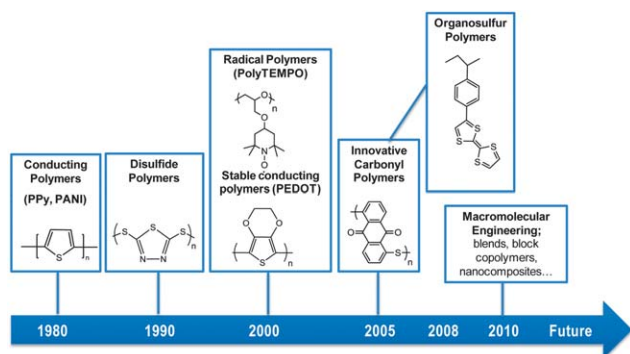 Organosulfur
Polymers
Radical Polymers
(PolyTEMPO)
O
n
O
N
O
Stable conducting
polymers (PEDOT)
O O
S n
Conducting
Polymers
(PPy, PANI)
S n
Disulfide
Polymers
S S S
N N n
Innovative
Carbonyl
Polymers
O O
S n
S S
S S
Macromolecular
Engineering;
blends, block
copolymers,
nanocomposites...
1980 1990 2000 2005 2008 2010 Future